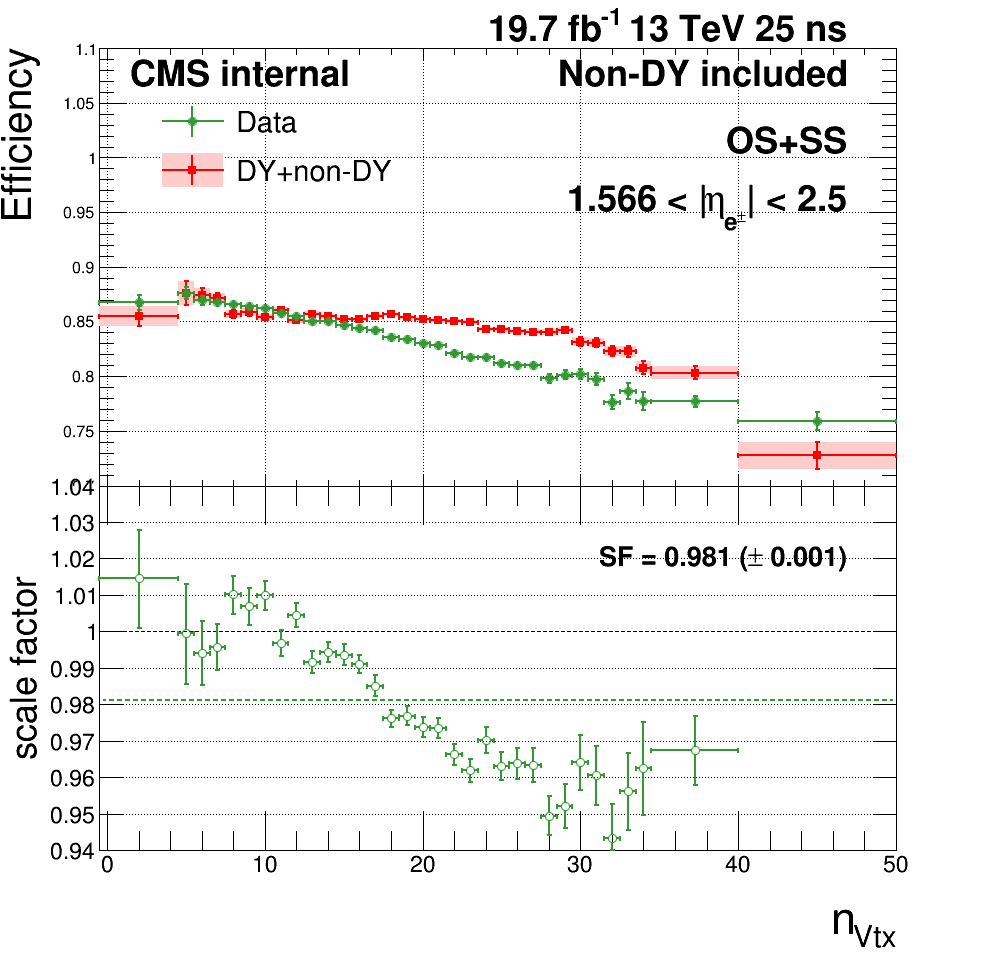 19.7 fb⁻¹ 13 TeV 25 ns
Efficiency
1.1
1.05
1
0.95
0.9
0.85
0.8
0.75
CMS internal
Non-DY included
Data
DY+non-DY
OS+SS
1.566 < |η_e±| < 2.5
scale factor
1.04
1.03
1.02
1.01
1
0.99
0.98
0.97
0.96
0.95
0.94
SF = 0.981 (± 0.001)
0 10 20 30 40 50
n_Vtx